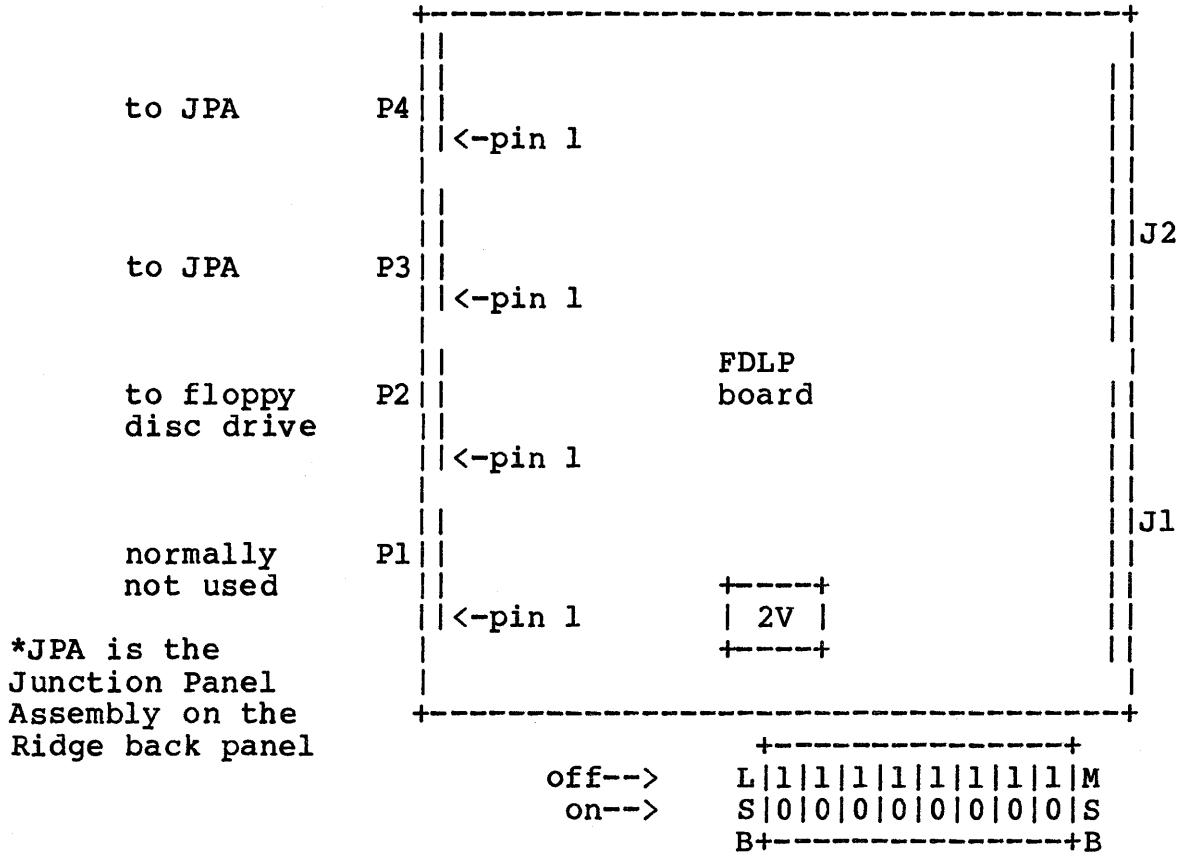 to JPA P4
<-pin 1
J2
to JPA P3
<-pin 1
FDLP
to floppy P2 board
disc drive
<-pin 1
J1
normally P1
not used
<-pin 1 | 2V |
*JPA is the
Junction Panel
Assembly on the
Ridge back panel
off--> L|1|1|1|1|1|1|1|1|M
on--> S|0|0|0|0|0|0|0|0|S
B+---------------+B